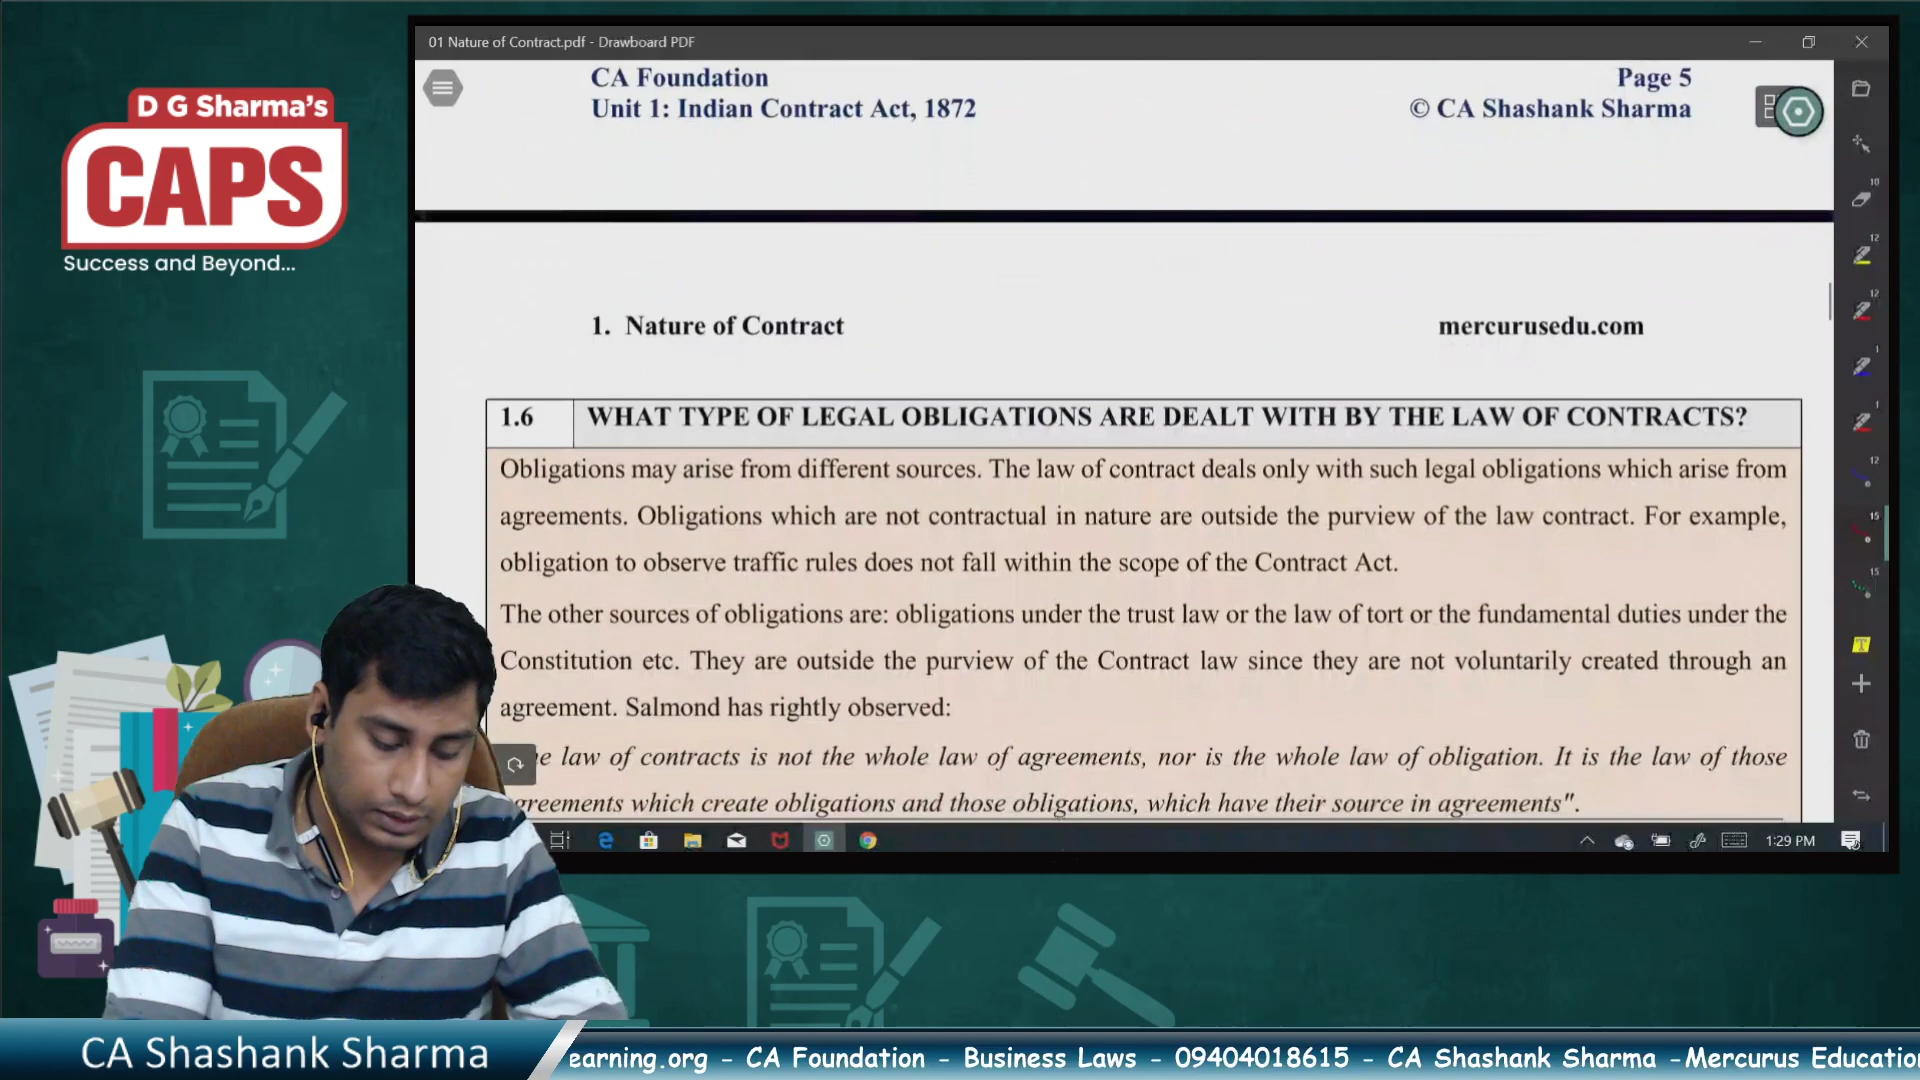 D G Sharma's
CAPS
Success and Beyond...
01 Nature of Contract.pdf - Drawboard PDF
CA Foundation
Page 5
Unit 1: Indian Contract Act, 1872
© CA Shashank Sharma
1. Nature of Contract
mercurusedu.com
1.6 WHAT TYPE OF LEGAL OBLIGATIONS ARE DEALT WITH BY THE LAW OF CONTRACTS?
Obligations may arise from different sources. The law of contract deals only with such legal obligations which arise from
agreements. Obligations which are not contractual in nature are outside the purview of the law contract. For example,
obligation to observe traffic rules does not fall within the scope of the Contract Act.
The other sources of obligations are: obligations under the trust law or the law of tort or the fundamental duties under the
Constitution etc. They are outside the purview of the Contract law since they are not voluntarily created through an
agreement. Salmond has rightly observed:
law of contracts is not the whole law of agreements, nor is the whole law of obligation. It is the law of those
greements which create obligations and those obligations, which have their source in agreements".
10
12
12
1
1
12
15
15
T
1:29 PM
CA Shashank Sharma
earning.org - CA Foundation - Business Laws - 09404018615 - CA Shashank Sharma -Mercurus Educatio